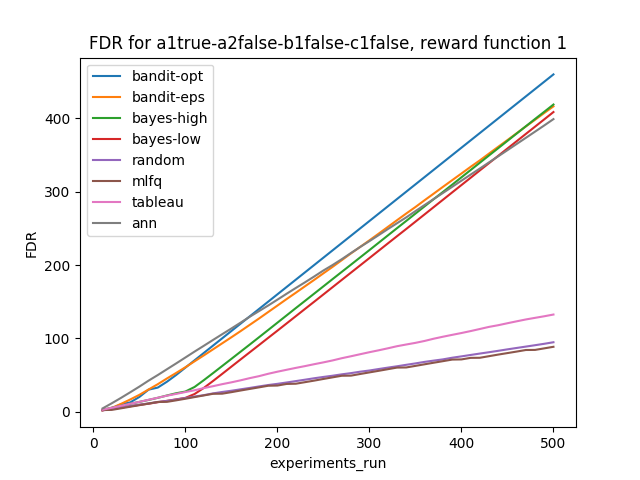 FDR for a1true-a2false-b1false-c1false, reward function 1
bandit-opt
bandit-eps
bayes-high
bayes-low
random
mlfq
tableau
ann
FDR
400
300
200
100
0
0 100 200 300 400 500
experiments_run